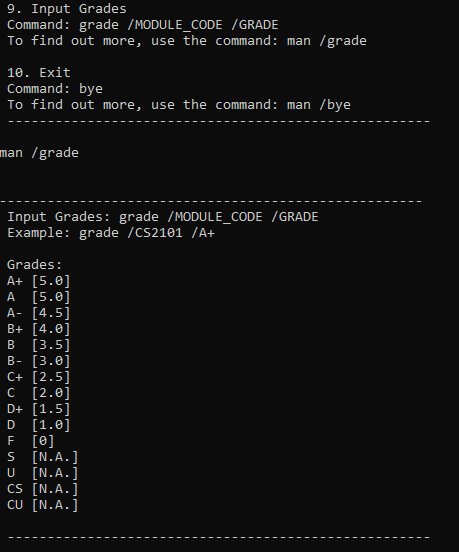 9. Input Grades
Command: grade /MODULE_CODE /GRADE
To find out more, use the command: man /grade
10. Exit
Command: bye
To find out more, use the command: man /bye
-----------------------------------------------------
man /grade
-----------------------------------------------------
Input Grades: grade /MODULE_CODE /GRADE
Example: grade /CS2101 /A+
Grades:
A+ [5.0]
A  [5.0]
A- [4.5]
B+ [4.0]
B  [3.5]
B- [3.0]
C+ [2.5]
C  [2.0]
D+ [1.5]
D  [1.0]
F  [0]
S  [N.A.]
U  [N.A.]
CS [N.A.]
CU [N.A.]
-----------------------------------------------------